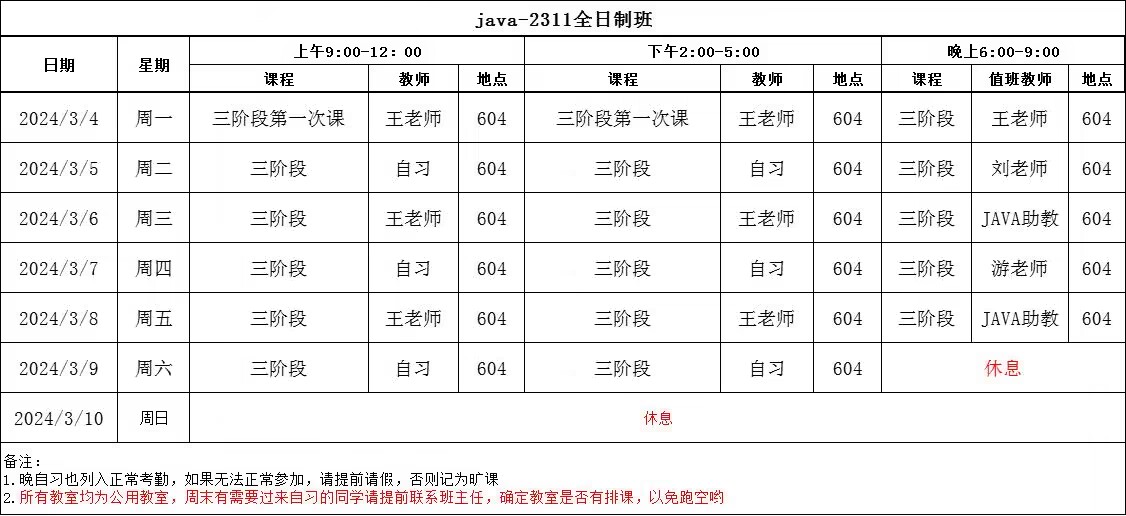 java-2311全日制班
日期 星期 上午9:00-12：00 下午2:00-5:00 晚上6:00-9:00
课程 教师 地点 课程 教师 地点 课程 值班教师 地点
2024/3/4 周一 三阶段第一次课 王老师 604 三阶段第一次课 王老师 604 三阶段 王老师 604
2024/3/5 周二 三阶段 自习 604 三阶段 自习 604 三阶段 刘老师 604
2024/3/6 周三 三阶段 王老师 604 三阶段 王老师 604 三阶段 JAVA助教 604
2024/3/7 周四 三阶段 自习 604 三阶段 自习 604 三阶段 游老师 604
2024/3/8 周五 三阶段 王老师 604 三阶段 王老师 604 三阶段 JAVA助教 604
2024/3/9 周六 三阶段 自习 604 三阶段 自习 604 休息
2024/3/10 周日 休息
备注：
1.晚自习也列入正常考勤，如果无法正常参加，请提前请假，否则记为旷课
2.所有教室均为公用教室，周末有需要过来自习的同学请提前联系班主任，确定教室是否有排课，以免跑空哟